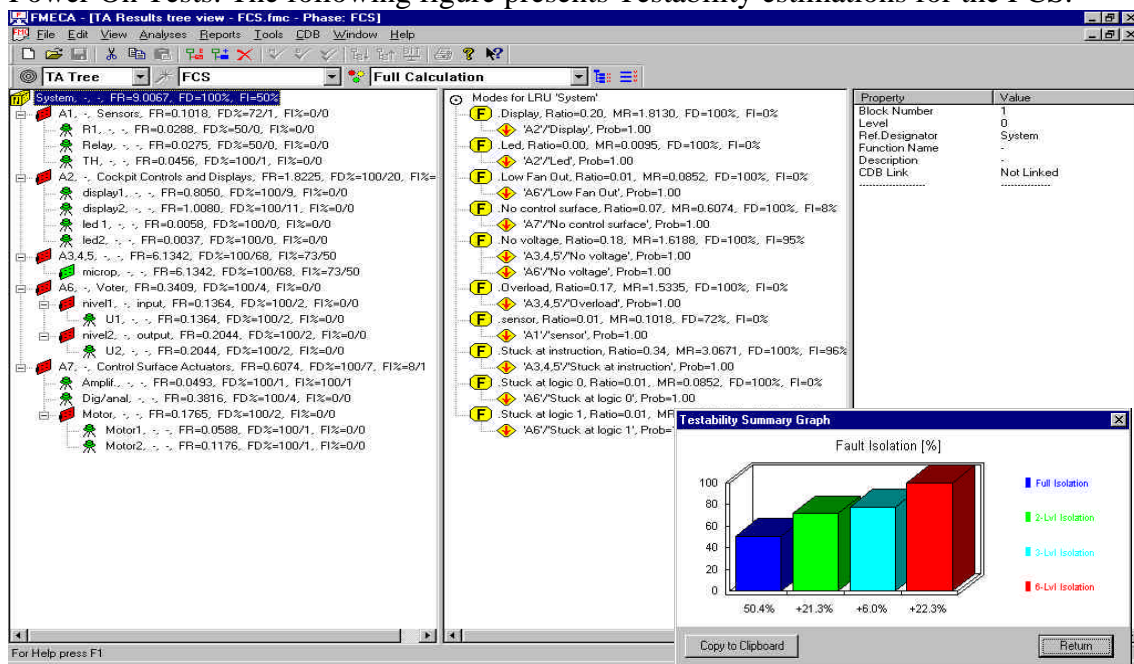 Power On Tests. The following figure presents Testability estimations for the FCS.
FMECA - [TA Results tree view - FCS.fmc - Phase: FCS]
File Edit View Analyses Reports Tools CDB Window Help
TA Tree FCS Full Calculation
System, -, -, FR=9.0067, FD=100%, FI=50%
A1, -, Sensors, FR=0.1018, FD%=72/1, FI%=0/0
R1, -, -, FR=0.0288, FD%=50/0, FI%=0/0
Relay, -, -, FR=0.0275, FD%=50/0, FI%=0/0
TH, -, -, FR=0.0456, FD%=100/1, FI%=0/0
A2, -, Cockpit Controls and Displays, FR=1.8225, FD%=100/20, FI%=
display1, -, -, FR=0.8050, FD%=100/9, FI%=0/0
display2, -, -, FR=1.0080, FD%=100/11, FI%=0/0
led 1, -, -, FR=0.0058, FD%=100/0, FI%=0/0
led2, -, -, FR=0.0037, FD%=100/0, FI%=0/0
A3,4,5, -, -, FR=6.1342, FD%=100/68, FI%=73/50
microp, -, -, FR=6.1342, FD%=100/68, FI%=73/50
A6, -, Voter, FR=0.3409, FD%=100/4, FI%=0/0
nivel1, -, input, FR=0.1364, FD%=100/2, FI%=0/0
U1, -, -, FR=0.1364, FD%=100/2, FI%=0/0
nivel2, -, output, FR=0.2044, FD%=100/2, FI%=0/0
U2, -, -, FR=0.2044, FD%=100/2, FI%=0/0
A7, -, Control Surface Actuators, FR=0.6074, FD%=100/7, FI%=8/1
Amplif., -, -, FR=0.0493, FD%=100/1, FI%=100/1
Dig/anal, -, -, FR=0.3816, FD%=100/4, FI%=0/0
Motor, -, -, FR=0.1765, FD%=100/2, FI%=0/0
Motor1, -, -, FR=0.0588, FD%=100/1, FI%=0/0
Motor2, -, -, FR=0.1176, FD%=100/1, FI%=0/0
Modes for LRU 'System'
F .Display, Ratio=0.20, MR=1.8130, FD=100%, FI=0%
'A2'/'Display', Prob=1.00
F .Led, Ratio=0.00, MR=0.0095, FD=100%, FI=0%
'A2'/'Led', Prob=1.00
F .Low Fan Out, Ratio=0.01, MR=0.0852, FD=100%, FI=0%
'A6'/'Low Fan Out', Prob=1.00
F .No control surface, Ratio=0.07, MR=0.6074, FD=100%, FI=8%
'A7'/'No control surface', Prob=1.00
F .No voltage, Ratio=0.18, MR=1.6188, FD=100%, FI=95%
'A3,4,5'/'No voltage', Prob=1.00
'A6'/'No voltage', Prob=1.00
F .Overload, Ratio=0.17, MR=1.5335, FD=100%, FI=0%
'A3,4,5'/'Overload', Prob=1.00
F .sensor, Ratio=0.01, MR=0.1018, FD=72%, FI=0%
'A1'/'sensor', Prob=1.00
F .Stuck at instruction, Ratio=0.34, MR=3.0671, FD=100%, FI=96%
'A3,4,5'/'Stuck at instruction', Prob=1.00
F .Stuck at logic 0, Ratio=0.01, MR=0.0852, FD=100%, FI=0%
'A6'/'Stuck at logic 0', Prob=1.00
F .Stuck at logic 1, Ratio=0.01, MR
'A6'/'Stuck at logic 1', Prob=
Property Value
Block Number 1
Level 0
Ref.Designator System
Function Name -
Description -
CDB Link Not Linked
Testability Summary Graph
Fault Isolation [%]
100
80
60
40
20
0
50.4% +21.3% +6.0% +22.3%
Full Isolation
2-Lvl Isolation
3-Lvl Isolation
6-Lvl Isolation
Copy to Clipboard Return
For Help press F1